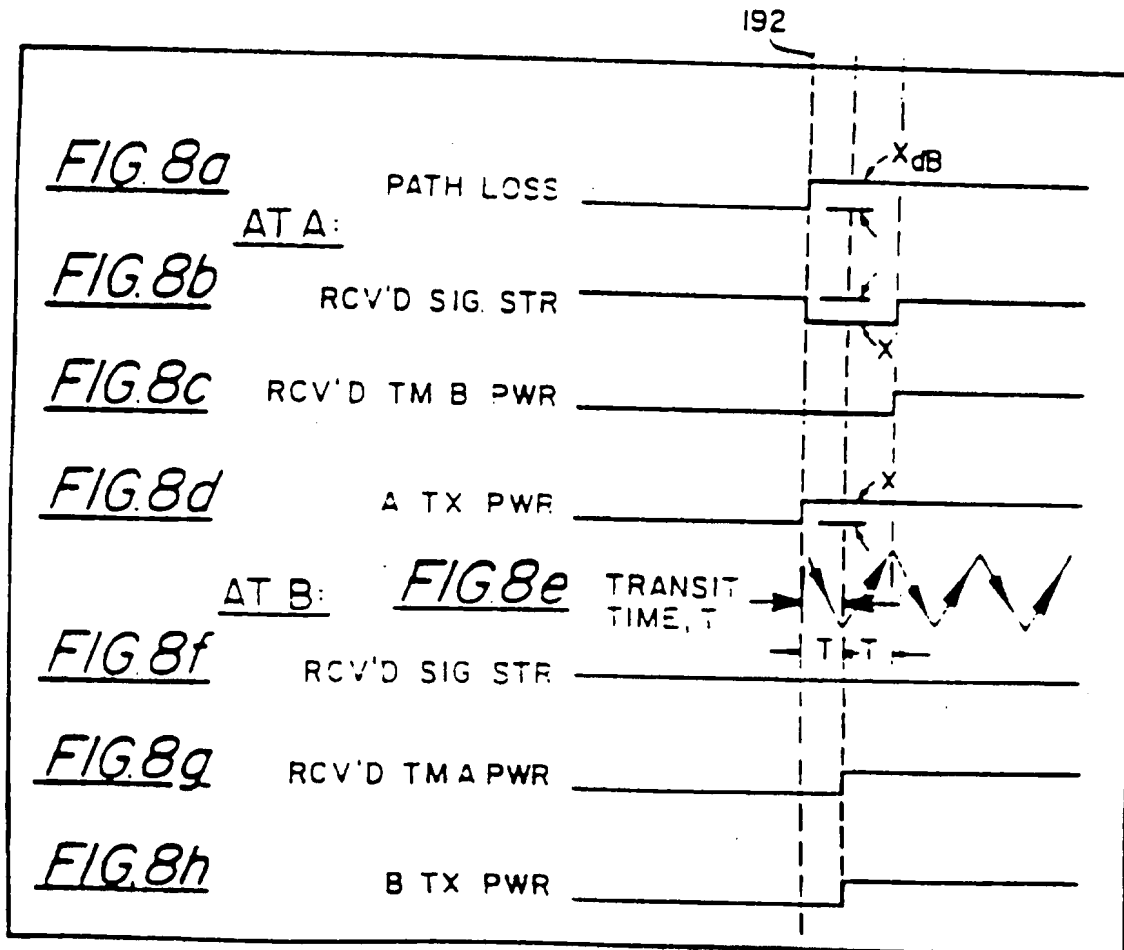 192
FIG. 8a PATH LOSS X dB
AT A:
FIG. 8b RCV'D SIG. STR
X
FIG. 8c RCV'D TM B PWR
FIG. 8d A TX PWR X
AT B: FIG. 8e TRANSIT TIME, T
T T
FIG. 8f RCV'D SIG STR
FIG. 8g RCV'D TM A PWR
FIG. 8h B TX PWR